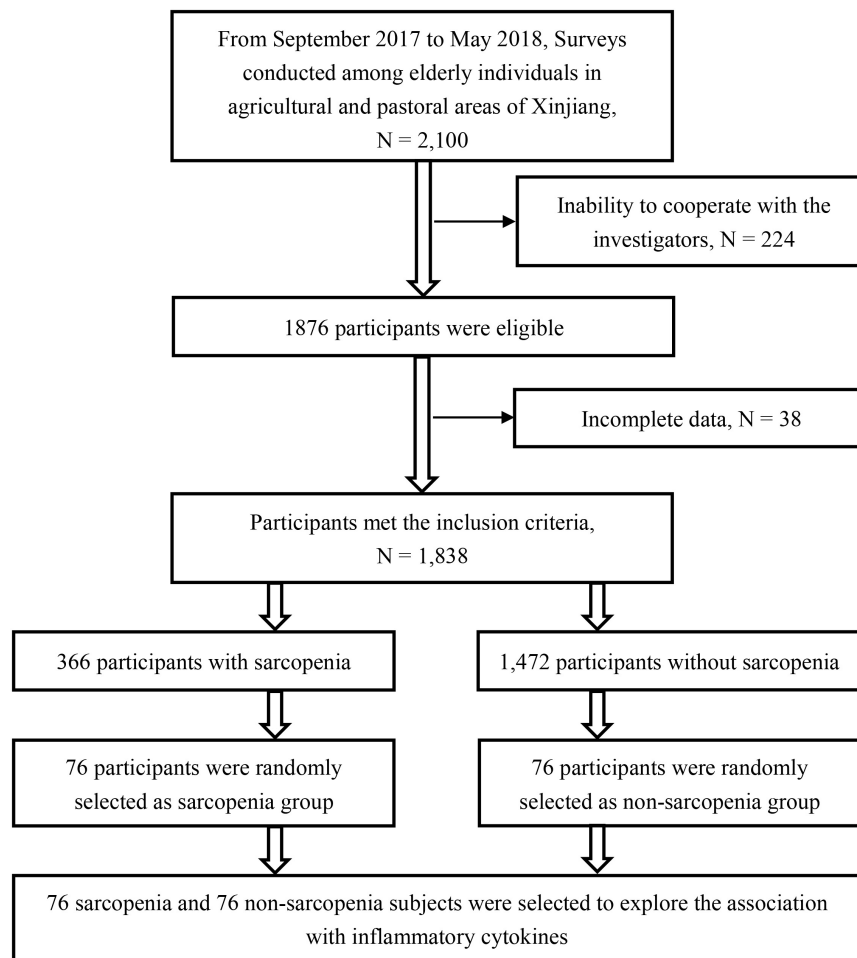 From September 2017 to May 2018, Surveys
conducted among elderly individuals in
agricultural and pastoral areas of Xinjiang,
N = 2,100
Inability to cooperate with the
investigators, N = 224
1876 participants were eligible
Incomplete data, N = 38
Participants met the inclusion criteria,
N = 1,838
366 participants with sarcopenia
1,472 participants without sarcopenia
76 participants were randomly
selected as sarcopenia group
76 participants were randomly
selected as non-sarcopenia group
76 sarcopenia and 76 non-sarcopenia subjects were selected to explore the association
with inflammatory cytokines